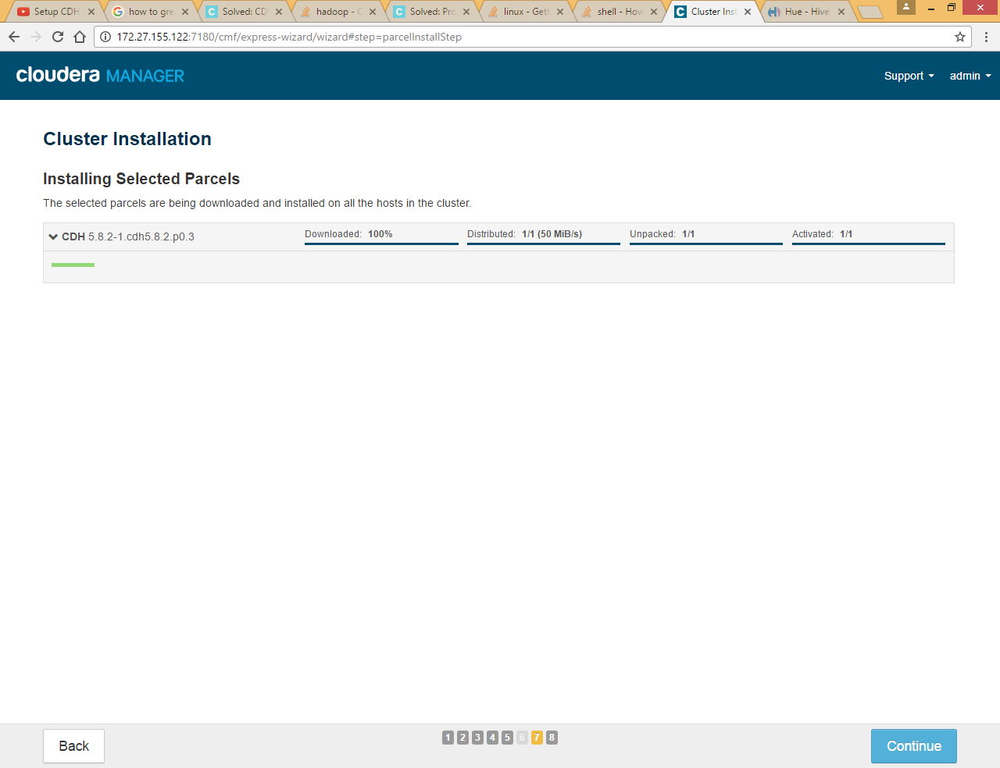 Setup CDH
how to gre
Solved: CD
hadoop - C
Solved: Pro
linux - Gett
shell - How
Cluster Inst
Hue - Hive
172.27.155.122:7180/cmf/express-wizard/wizard#step=parcelInstallStep
cloudera MANAGER
Support
admin
Cluster Installation
Installing Selected Parcels
The selected parcels are being downloaded and installed on all the hosts in the cluster.
CDH 5.8.2-1.cdh5.8.2.p0.3
Downloaded: 100%
Distributed: 1/1 (50 MiB/s)
Unpacked: 1/1
Activated: 1/1
Back
1 2 3 4 5 6 7 8
Continue